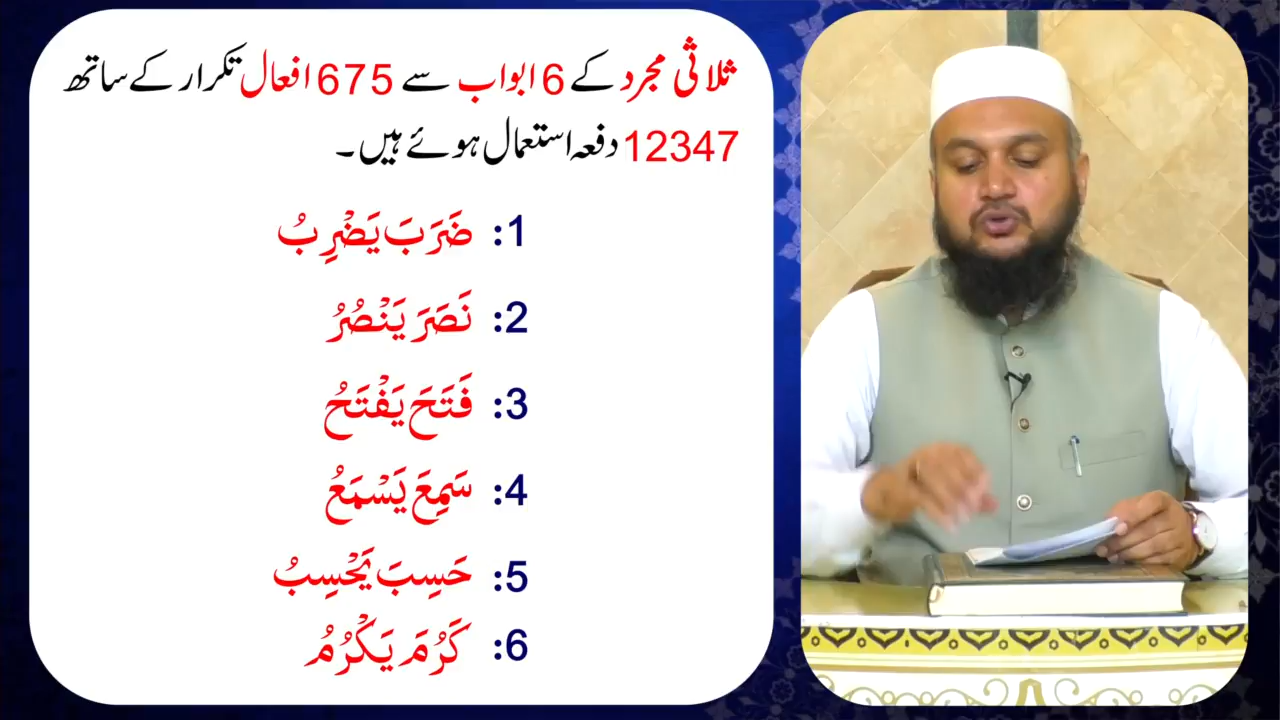 ثلاثی مجرد کے 6 ابواب سے 675 افعال تکرار کے ساتھ
12347 دفعہ استعمال ہوئے ہیں۔
1: ضَرَبَ يَضْرِبُ
2: نَصَرَ يَنْصُرُ
3: فَتَحَ يَفْتَحُ
4: سَمِعَ يَسْمَعُ
5: حَسِبَ يَحْسِبُ
6: كَرُمَ يَكْرُمُ